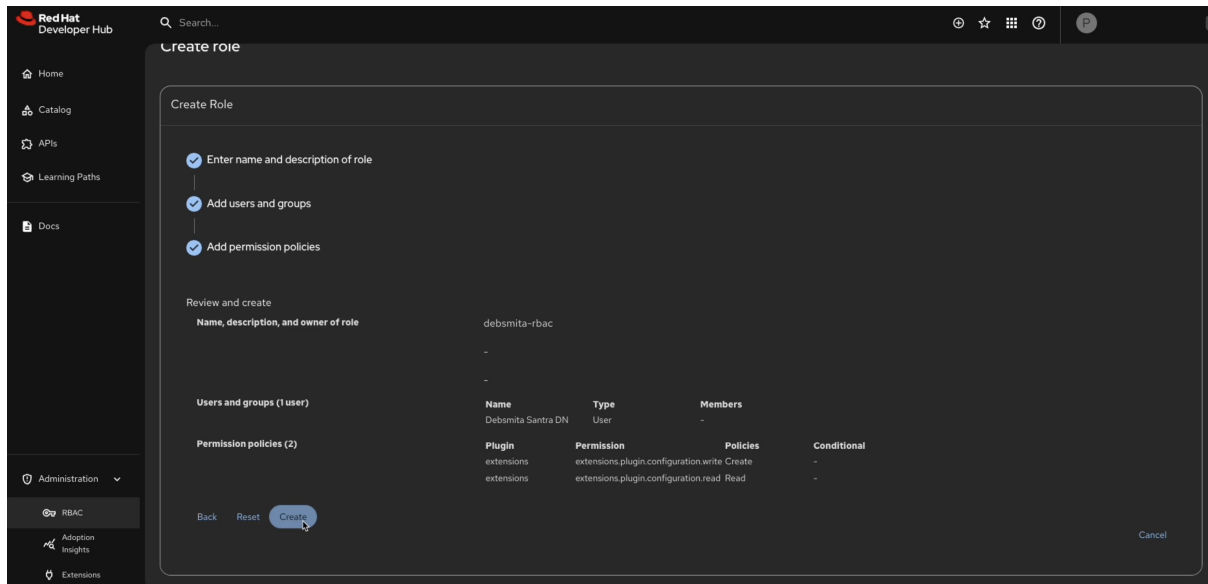 Red Hat
Developer Hub
Search...
P
Create role
Home
Catalog
APIs
Learning Paths
Docs
Administration
RBAC
Adoption
Insights
Extensions
Create Role
Enter name and description of role
Add users and groups
Add permission policies
Review and create
Name, description, and owner of role debsmita-rbac
-
-
Users and groups (1 user) Name Type Members
Debsmita Santra DN User -
Permission policies (2) Plugin Permission Policies Conditional
extensions extensions.plugin.configuration.write Create -
extensions extensions.plugin.configuration.read Read -
Back Reset Create
Cancel